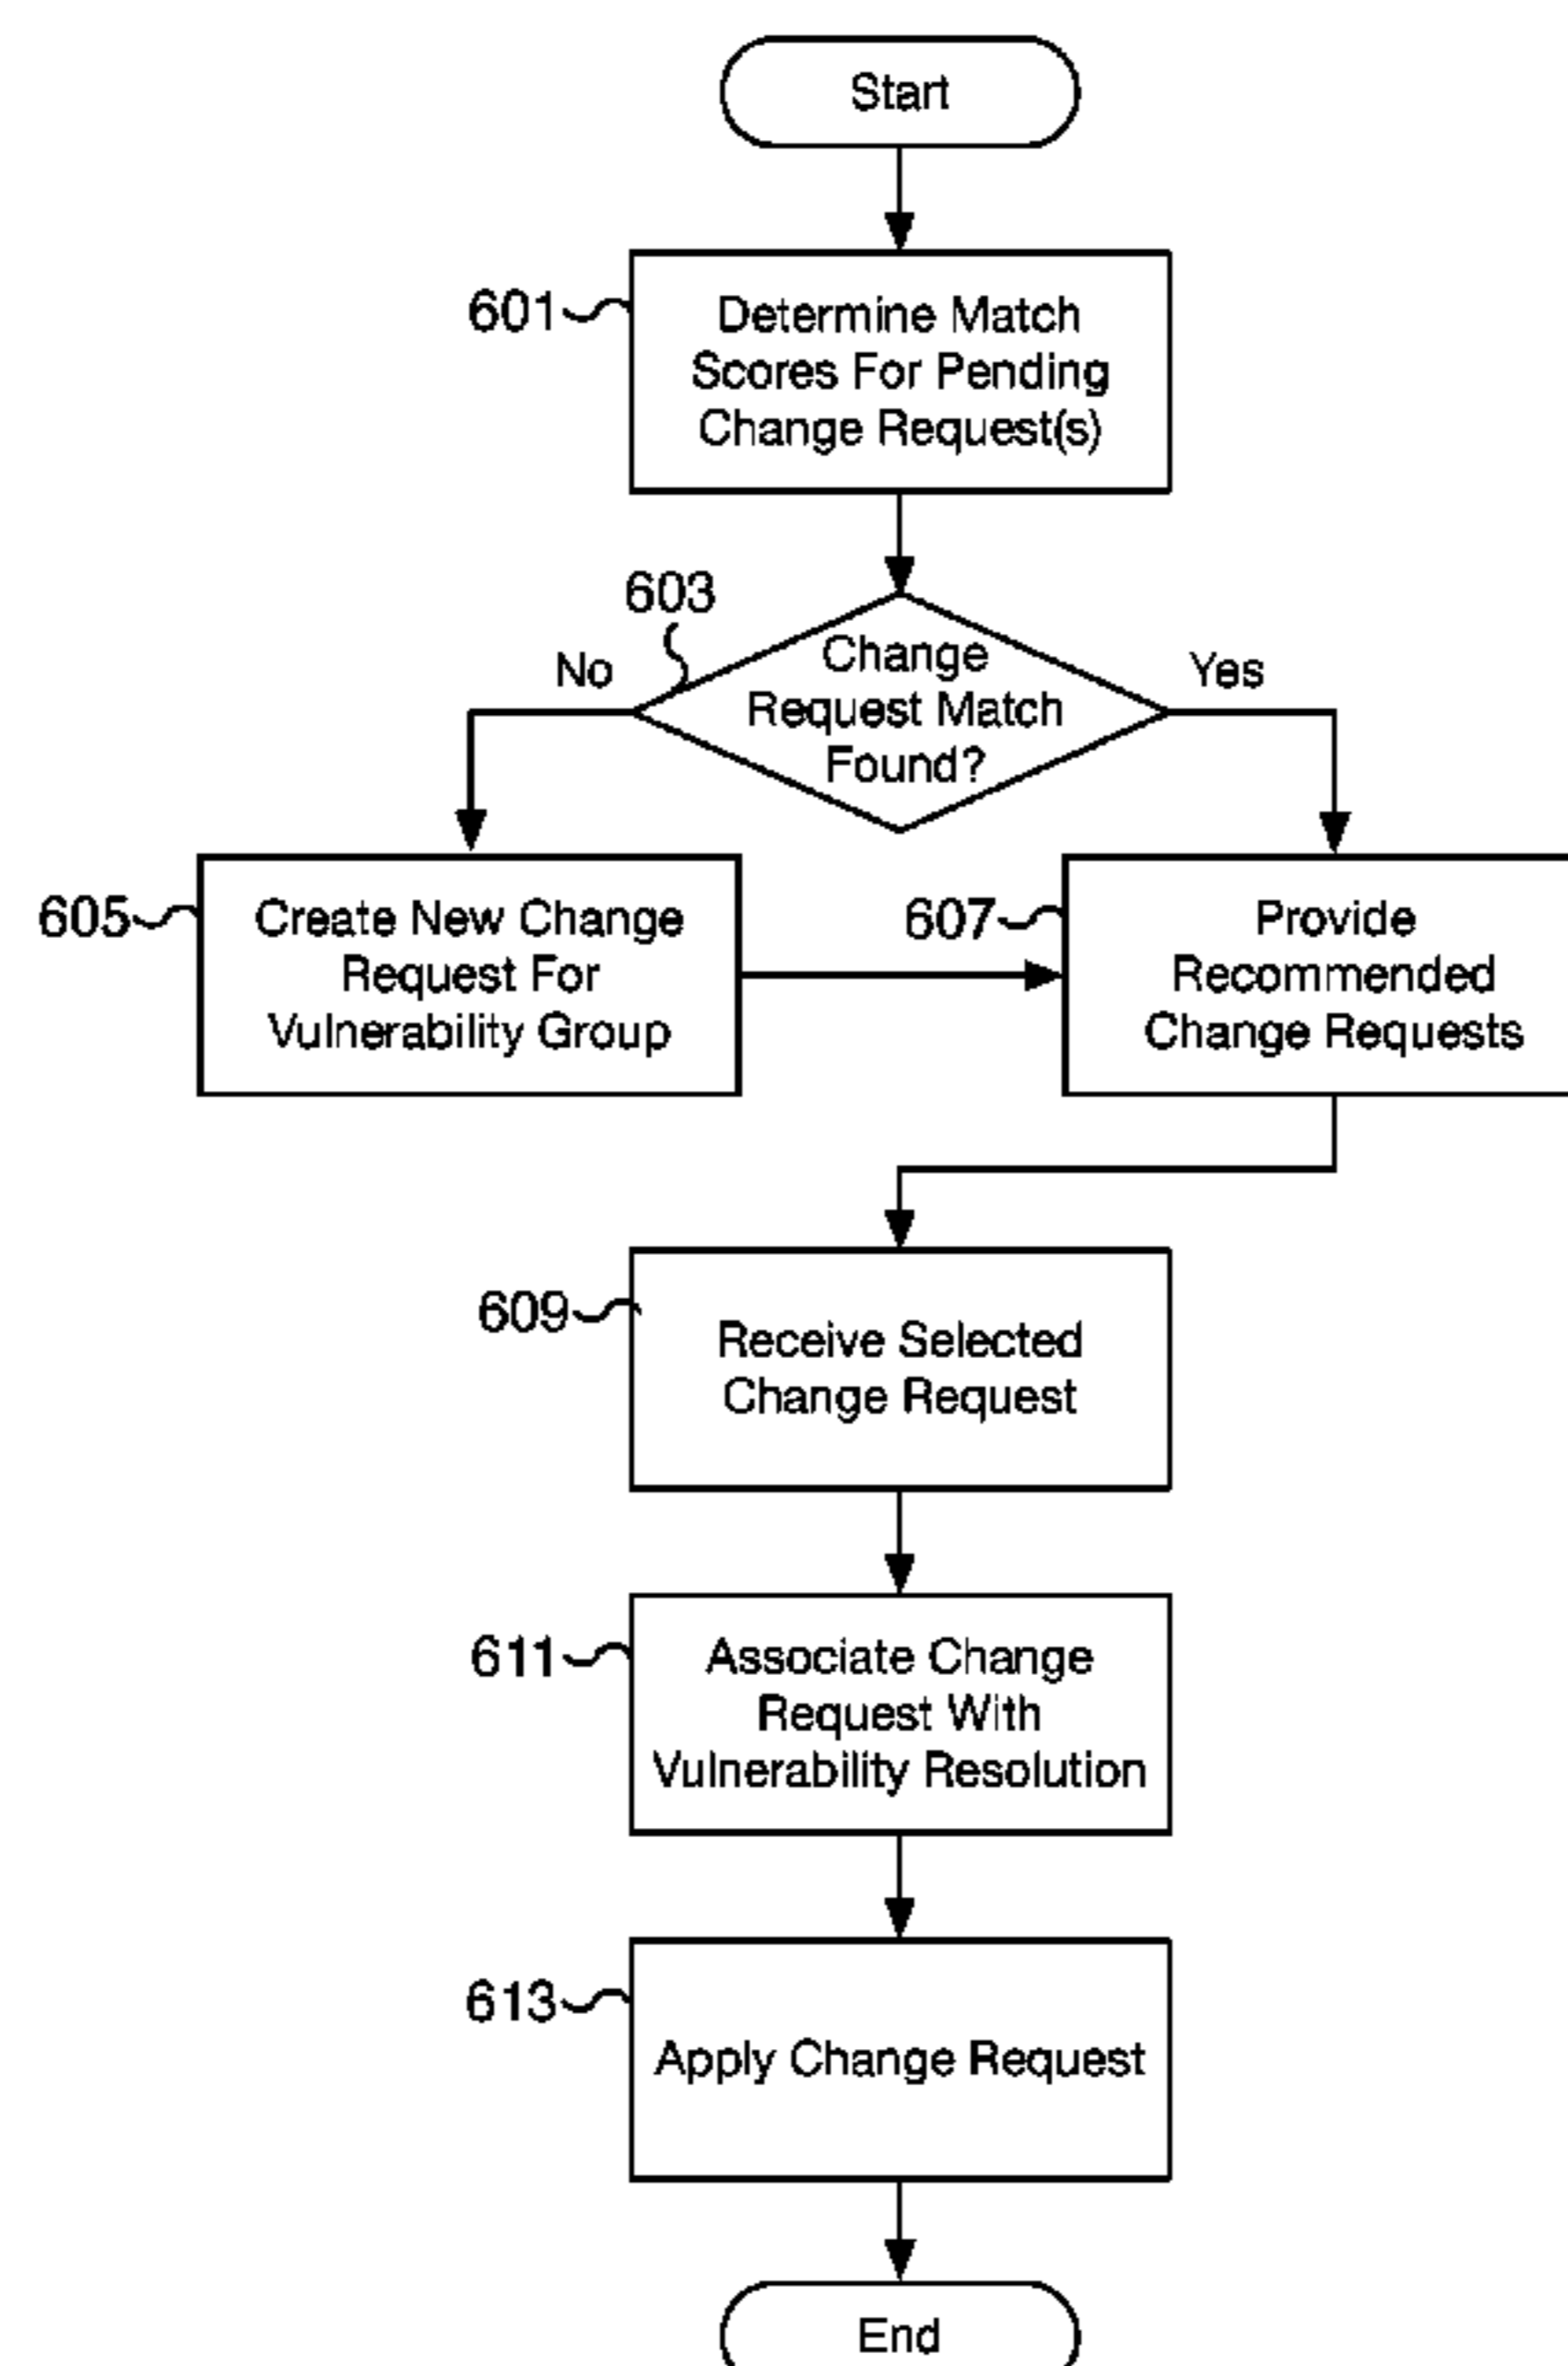 Start
601
Determine Match
Scores For Pending
Change Request(s)
603
No
Change
Request Match
Found?
Yes
605
Create New Change
Request For
Vulnerability Group
607
Provide
Recommended
Change Requests
609
Receive Selected
Change Request
611
Associate Change
Request With
Vulnerability Resolution
613
Apply Change Request
End